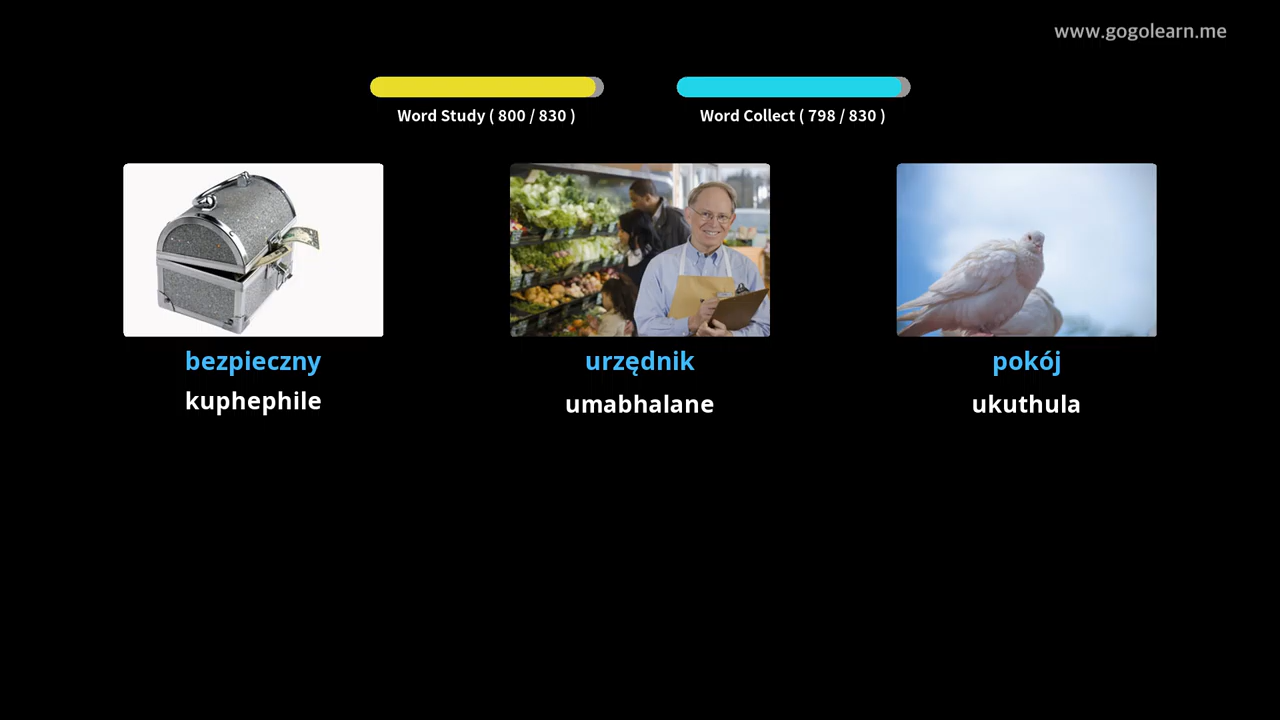 www.gogolearn.me
Word Study ( 800 / 830 )
Word Collect ( 798 / 830 )
bezpieczny
urzędnik
pokój
kuphephile
umabhalane
ukuthula